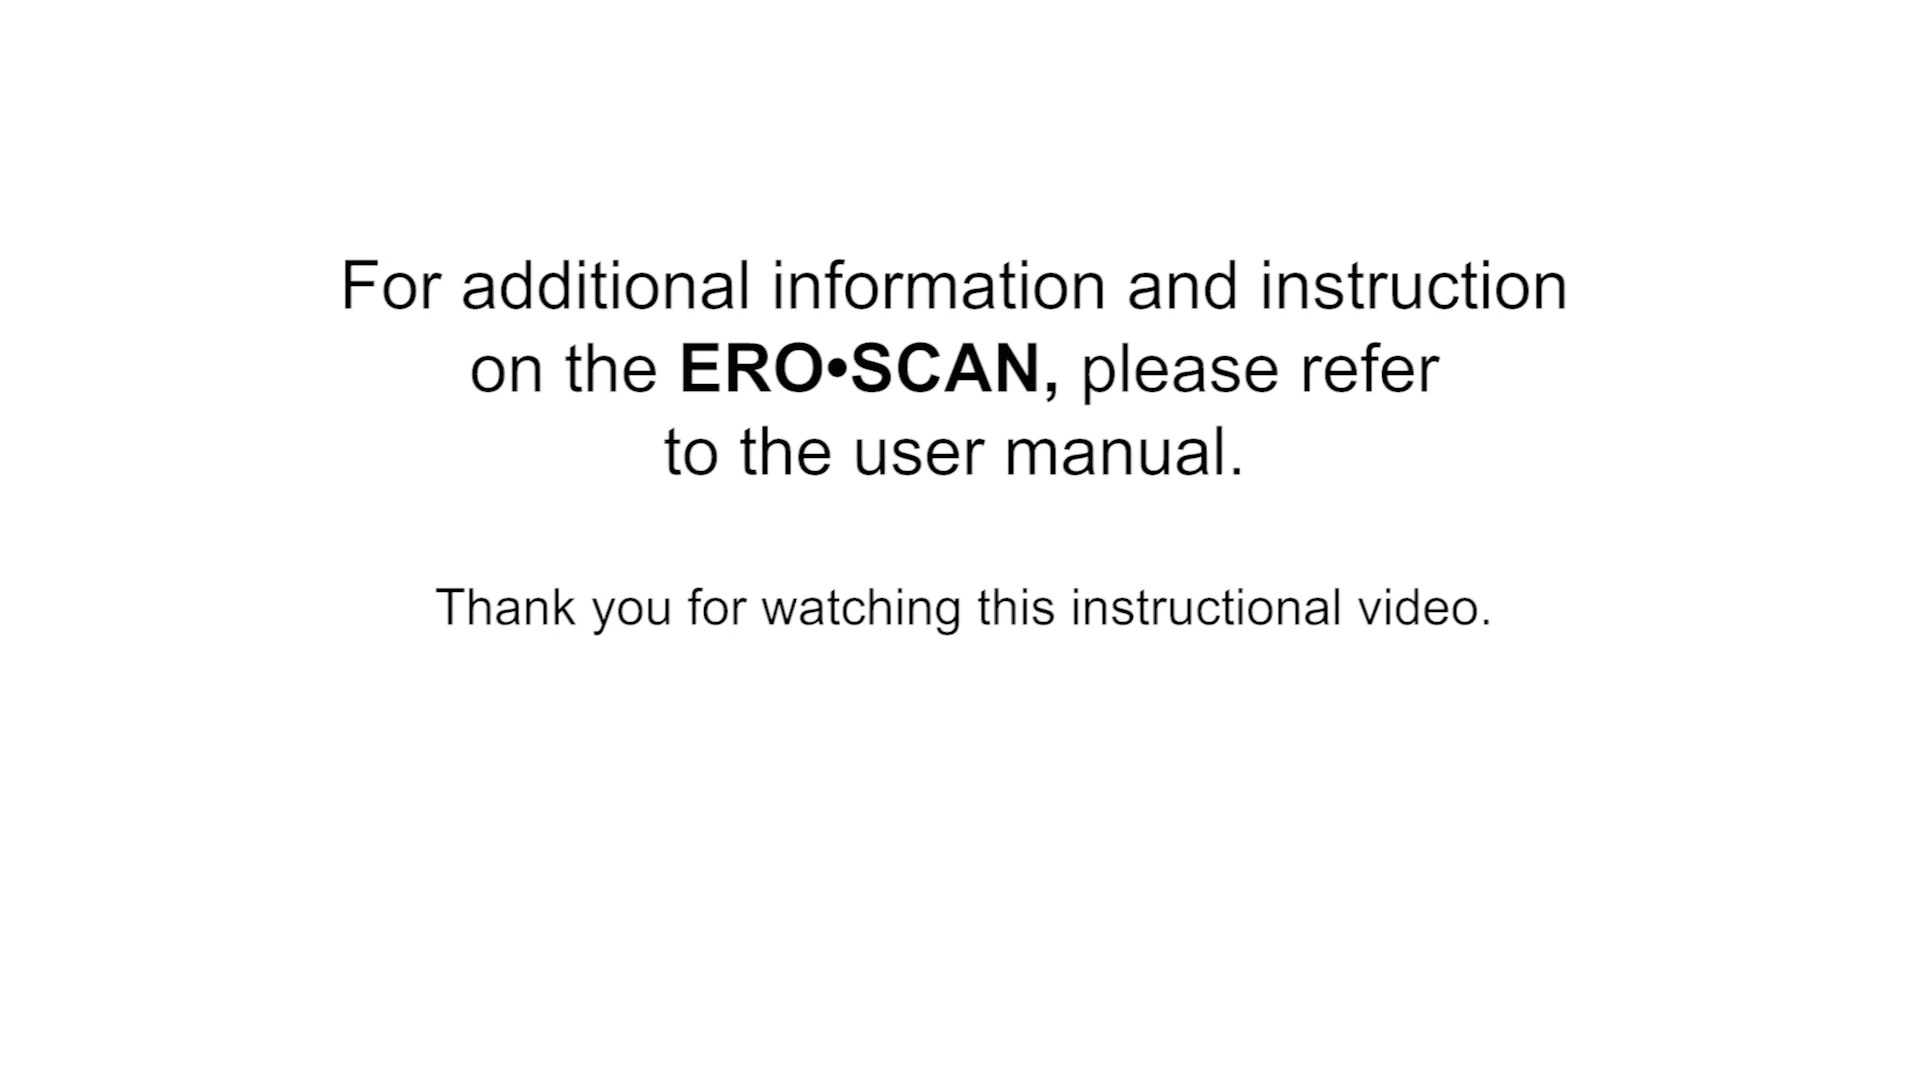 For additional information and instruction
on the ERO•SCAN, please refer
to the user manual.
Thank you for watching this instructional video.